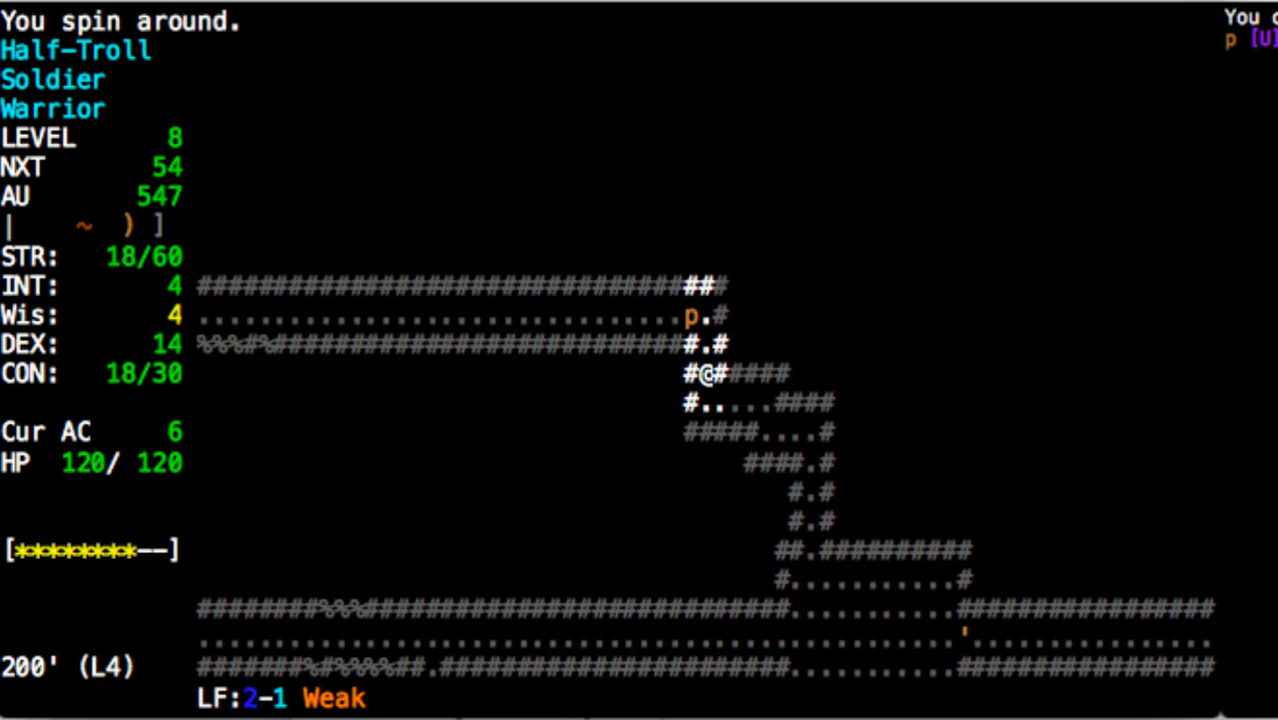 You spin around.
You
p [U]
Half-Troll
Soldier
Warrior
LEVEL 8
NXT 54
AU 547
| ~ ) ]
STR: 18/60
INT: 4
Wis: 4
DEX: 14
CON: 18/30
Cur AC 6
HP 120/ 120
[********--]
200' (L4)
###################################
................................p.#
%%%#%############################.#
#@#####
#.....####
#####....#
####.#
#.#
#.#
##.##########
#...........#
########%%%############################...........#################
..................................................'................
#######%#%%%%##.#######################...........#################
LF:2-1 Weak